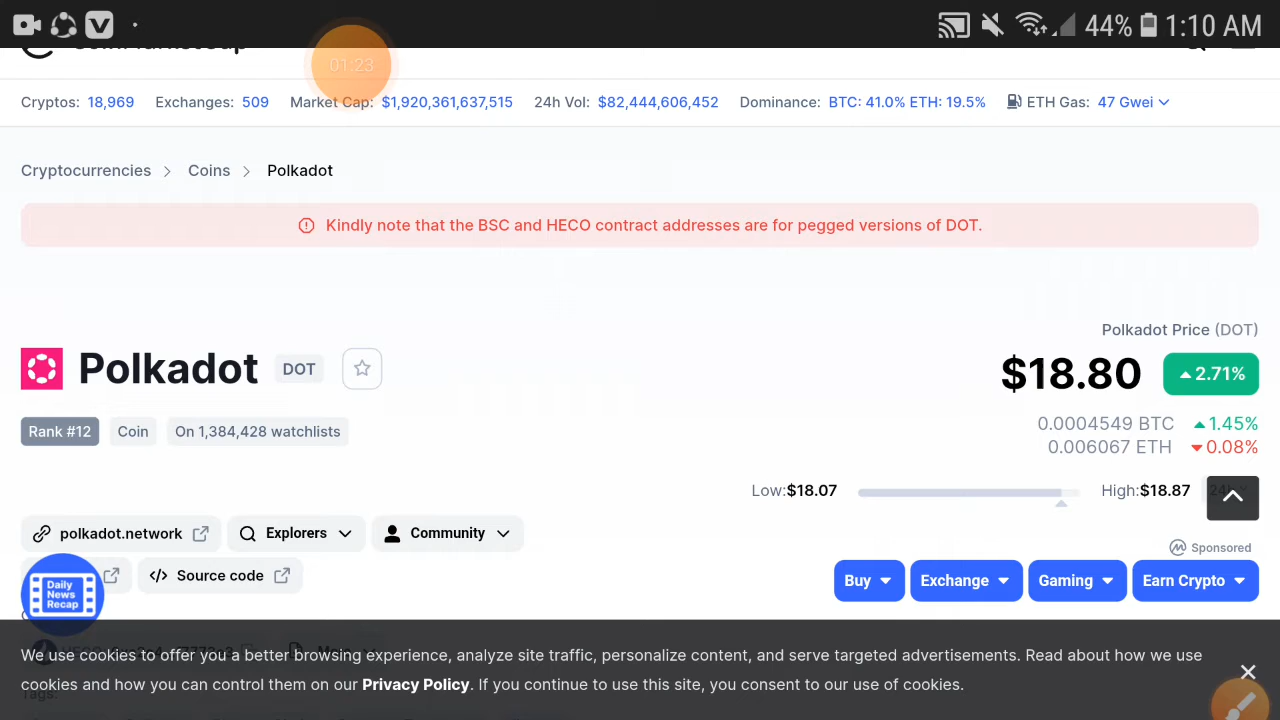 44% 1:10 AM
01:23
Cryptos: 18,969 Exchanges: 509 Market Cap: $1,920,361,637,515 24h Vol: $82,444,606,452 Dominance: BTC: 41.0% ETH: 19.5% ETH Gas: 47 Gwei
Cryptocurrencies > Coins > Polkadot
Kindly note that the BSC and HECO contract addresses are for pegged versions of DOT.
Polkadot Price (DOT)
Polkadot DOT $18.80 2.71%
Rank #12 Coin On 1,384,428 watchlists 0.0004549 BTC 1.45%
0.006067 ETH 0.08%
Low:$18.07 High:$18.87
polkadot.network Explorers Community
Sponsored
Source code Buy Exchange Gaming Earn Crypto
Daily
News
Recap
We use cookies to offer you a better browsing experience, analyze site traffic, personalize content, and serve targeted advertisements. Read about how we use
cookies and how you can control them on our Privacy Policy. If you continue to use this site, you consent to our use of cookies.